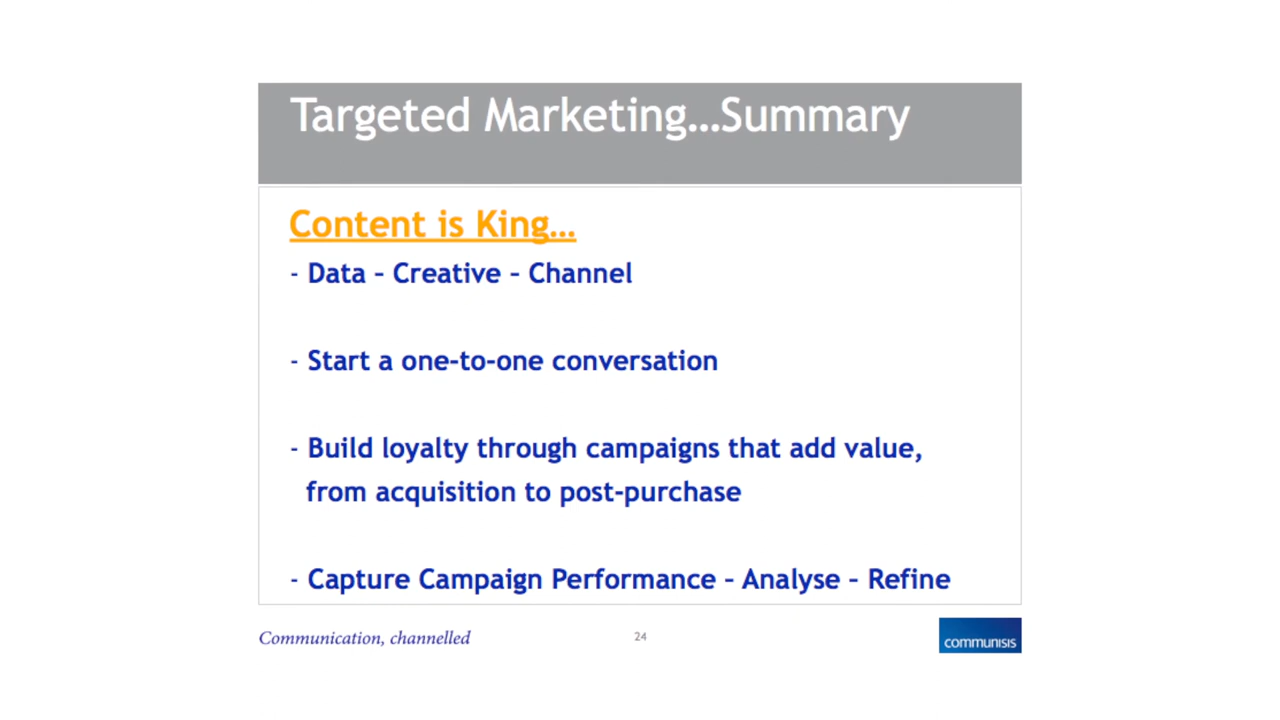 Targeted Marketing...Summary
Content is King...
- Data – Creative – Channel
- Start a one-to-one conversation
- Build loyalty through campaigns that add value,
from acquisition to post-purchase
- Capture Campaign Performance – Analyse – Refine
Communication, channelled
24
communisis